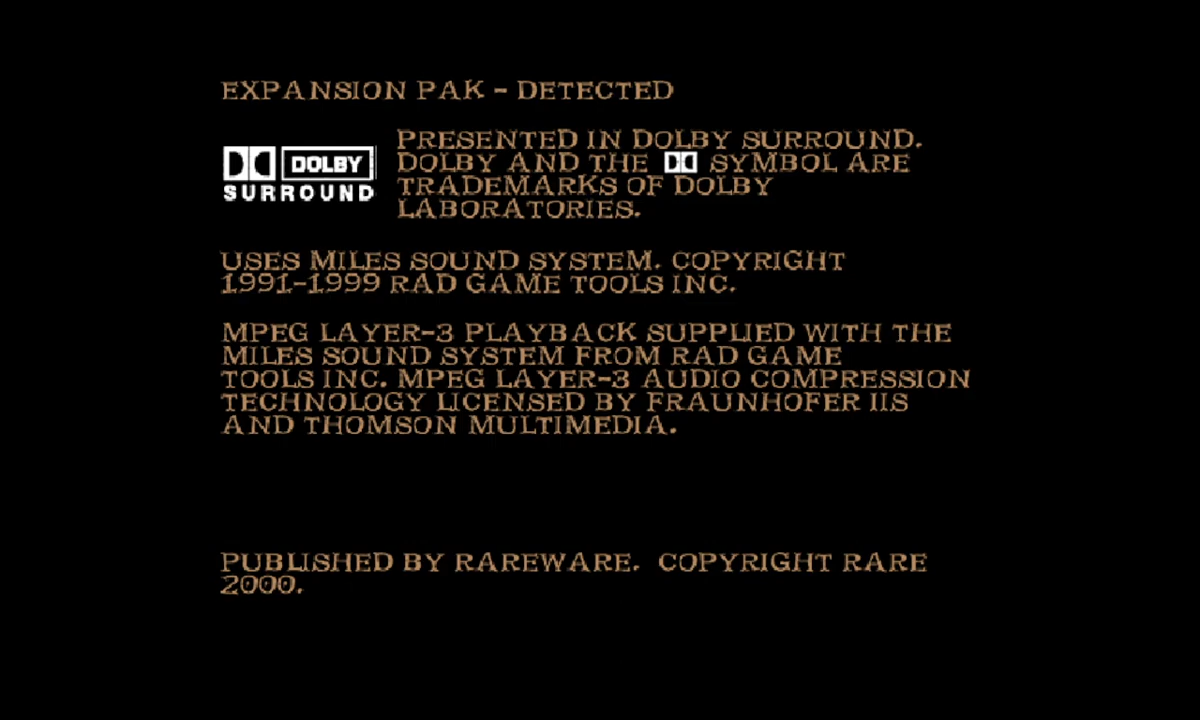 EXPANSION PAK - DETECTED
DOLBY
SURROUND
PRESENTED IN DOLBY SURROUND.
DOLBY AND THE SYMBOL ARE
TRADEMARKS OF DOLBY
LABORATORIES.
USES MILES SOUND SYSTEM. COPYRIGHT
1991-1999 RAD GAME TOOLS INC.
MPEG LAYER-3 PLAYBACK SUPPLIED WITH THE
MILES SOUND SYSTEM FROM RAD GAME
TOOLS INC. MPEG LAYER-3 AUDIO COMPRESSION
TECHNOLOGY LICENSED BY FRAUNHOFER IIS
AND THOMSON MULTIMEDIA.
PUBLISHED BY RAREWARE. COPYRIGHT RARE
2000.